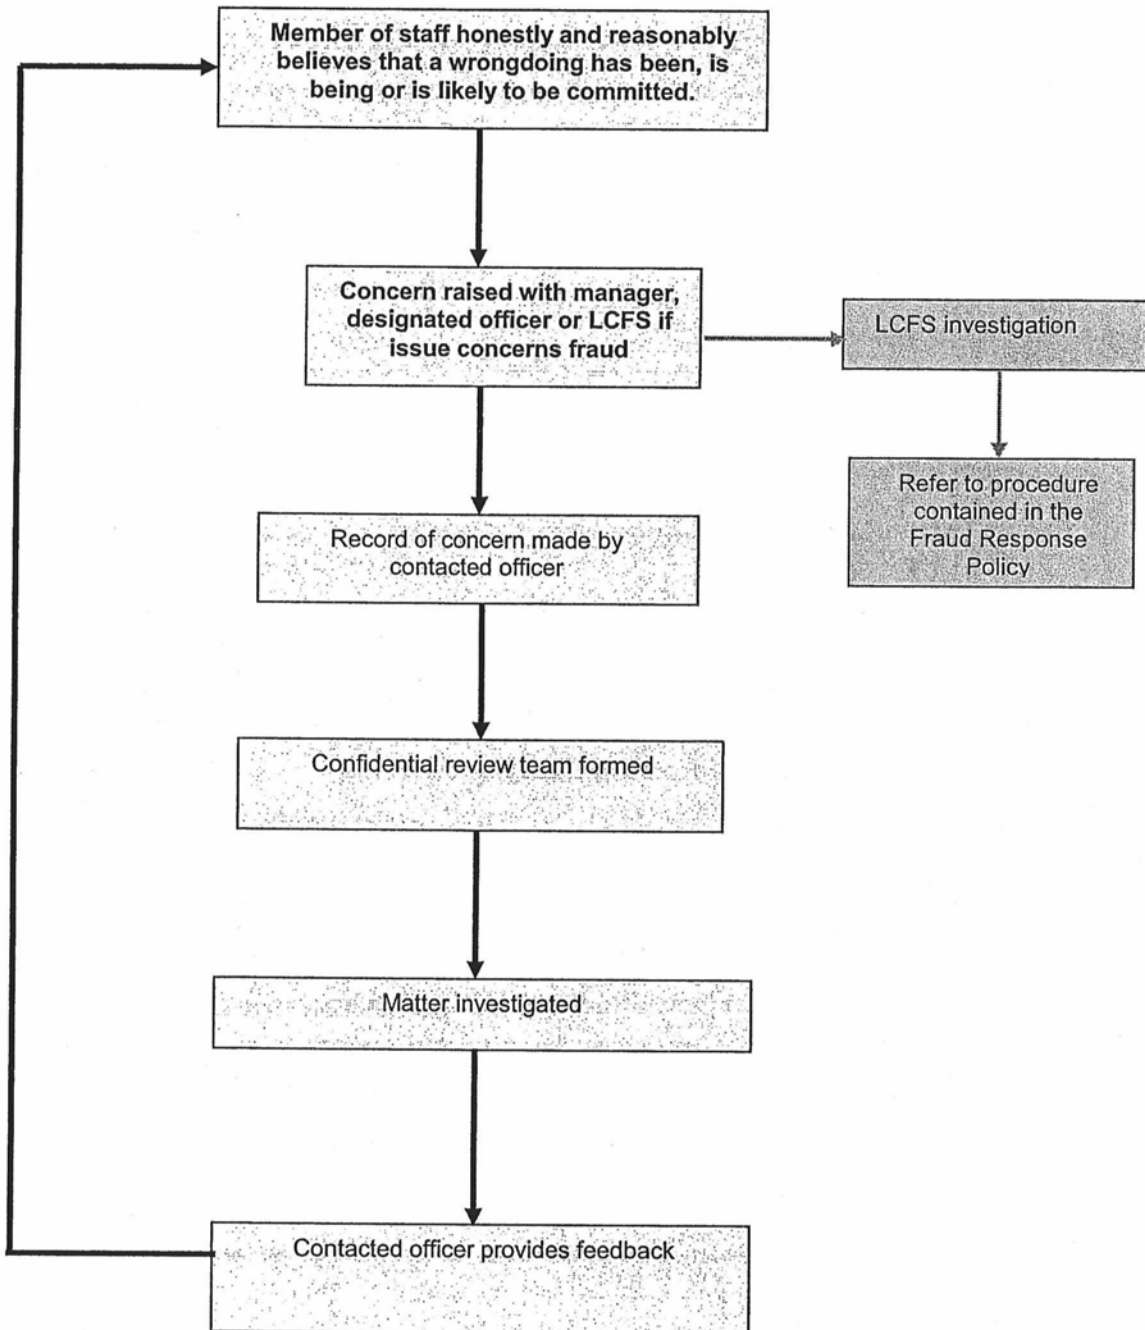 Member of staff honestly and reasonably
believes that a wrongdoing has been, is
being or is likely to be committed.
Concern raised with manager,
designated officer or LCFS if
issue concerns fraud
LCFS investigation
Refer to procedure
contained in the
Fraud Response
Policy
Record of concern made by
contacted officer
Confidential review team formed
Matter investigated
Contacted officer provides feedback